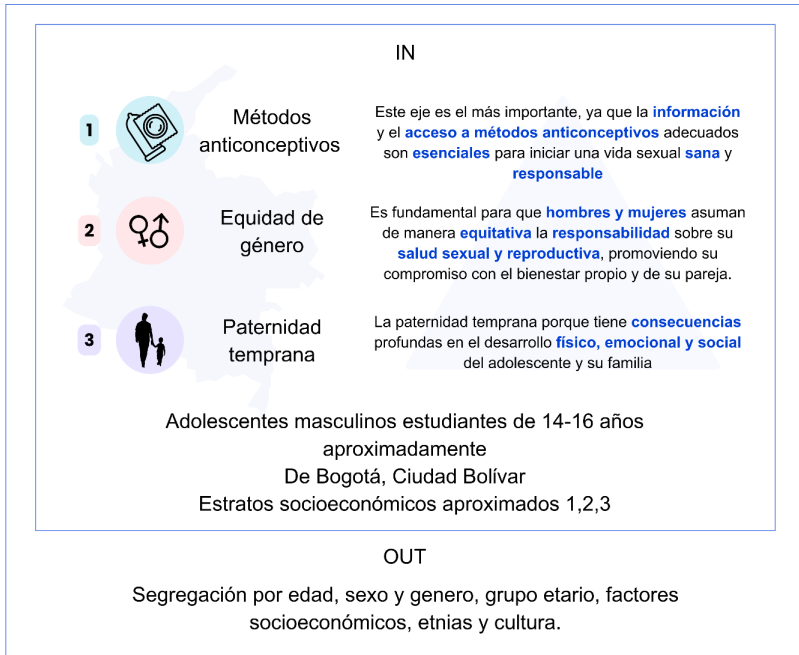 IN
1
Métodos
anticonceptivos
Este eje es el más importante, ya que la información
y el acceso a métodos anticonceptivos adecuados
son esenciales para iniciar una vida sexual sana y
responsable
2
Equidad de
género
Es fundamental para que hombres y mujeres asuman
de manera equitativa la responsabilidad sobre su
salud sexual y reproductiva, promoviendo su
compromiso con el bienestar propio y de su pareja.
3
Paternidad
temprana
La paternidad temprana porque tiene consecuencias
profundas en el desarrollo físico, emocional y social
del adolescente y su familia
Adolescentes masculinos estudiantes de 14-16 años
aproximadamente
De Bogotá, Ciudad Bolívar
Estratos socioeconómicos aproximados 1,2,3
OUT
Segregación por edad, sexo y genero, grupo etario, factores
socioeconómicos, etnias y cultura.